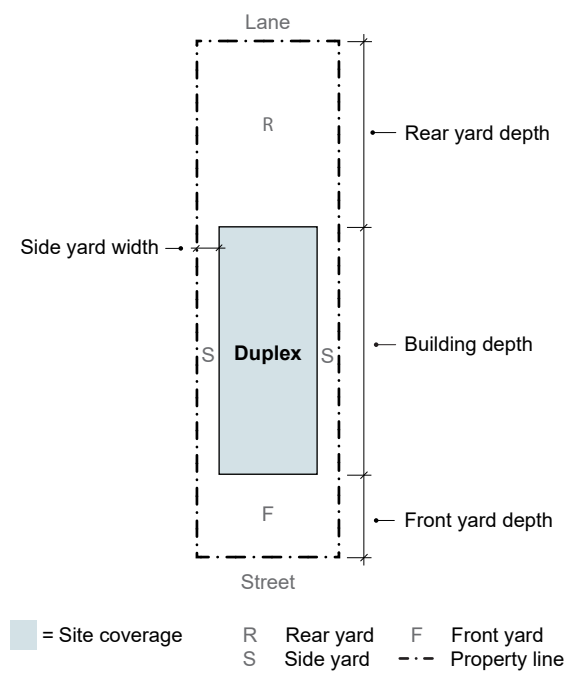 Lane
R
Rear yard depth
Side yard width
S Duplex S
Building depth
F
Front yard depth
Street
= Site coverage R Rear yard F Front yard
S Side yard Property line